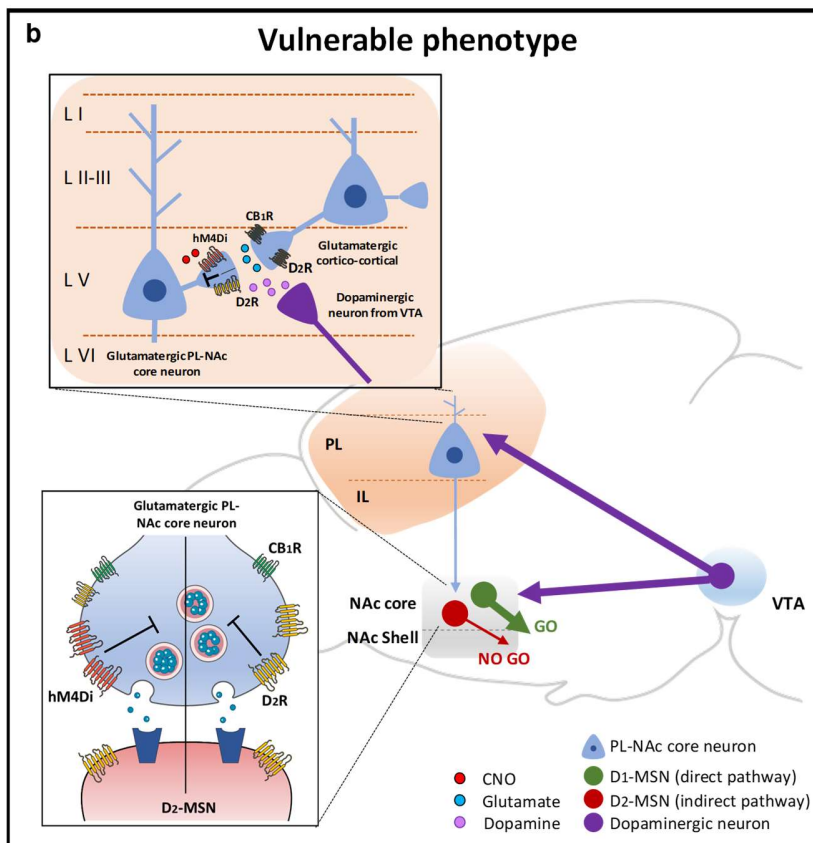 b
Vulnerable phenotype
L I
L II-III
L V
L VI
CB1R
hM4Di
D2R
Glutamatergic
cortico-cortical
D2R
Dopaminergic
neuron from VTA
Glutamatergic PL-NAc
core neuron
PL
IL
Glutamatergic PL-
NAc core neuron
CB1R
hM4Di
D2R
D2-MSN
NAc core
NAc Shell
GO
NO GO
VTA
CNO
Glutamate
Dopamine
PL-NAc core neuron
D1-MSN (direct pathway)
D2-MSN (indirect pathway)
Dopaminergic neuron